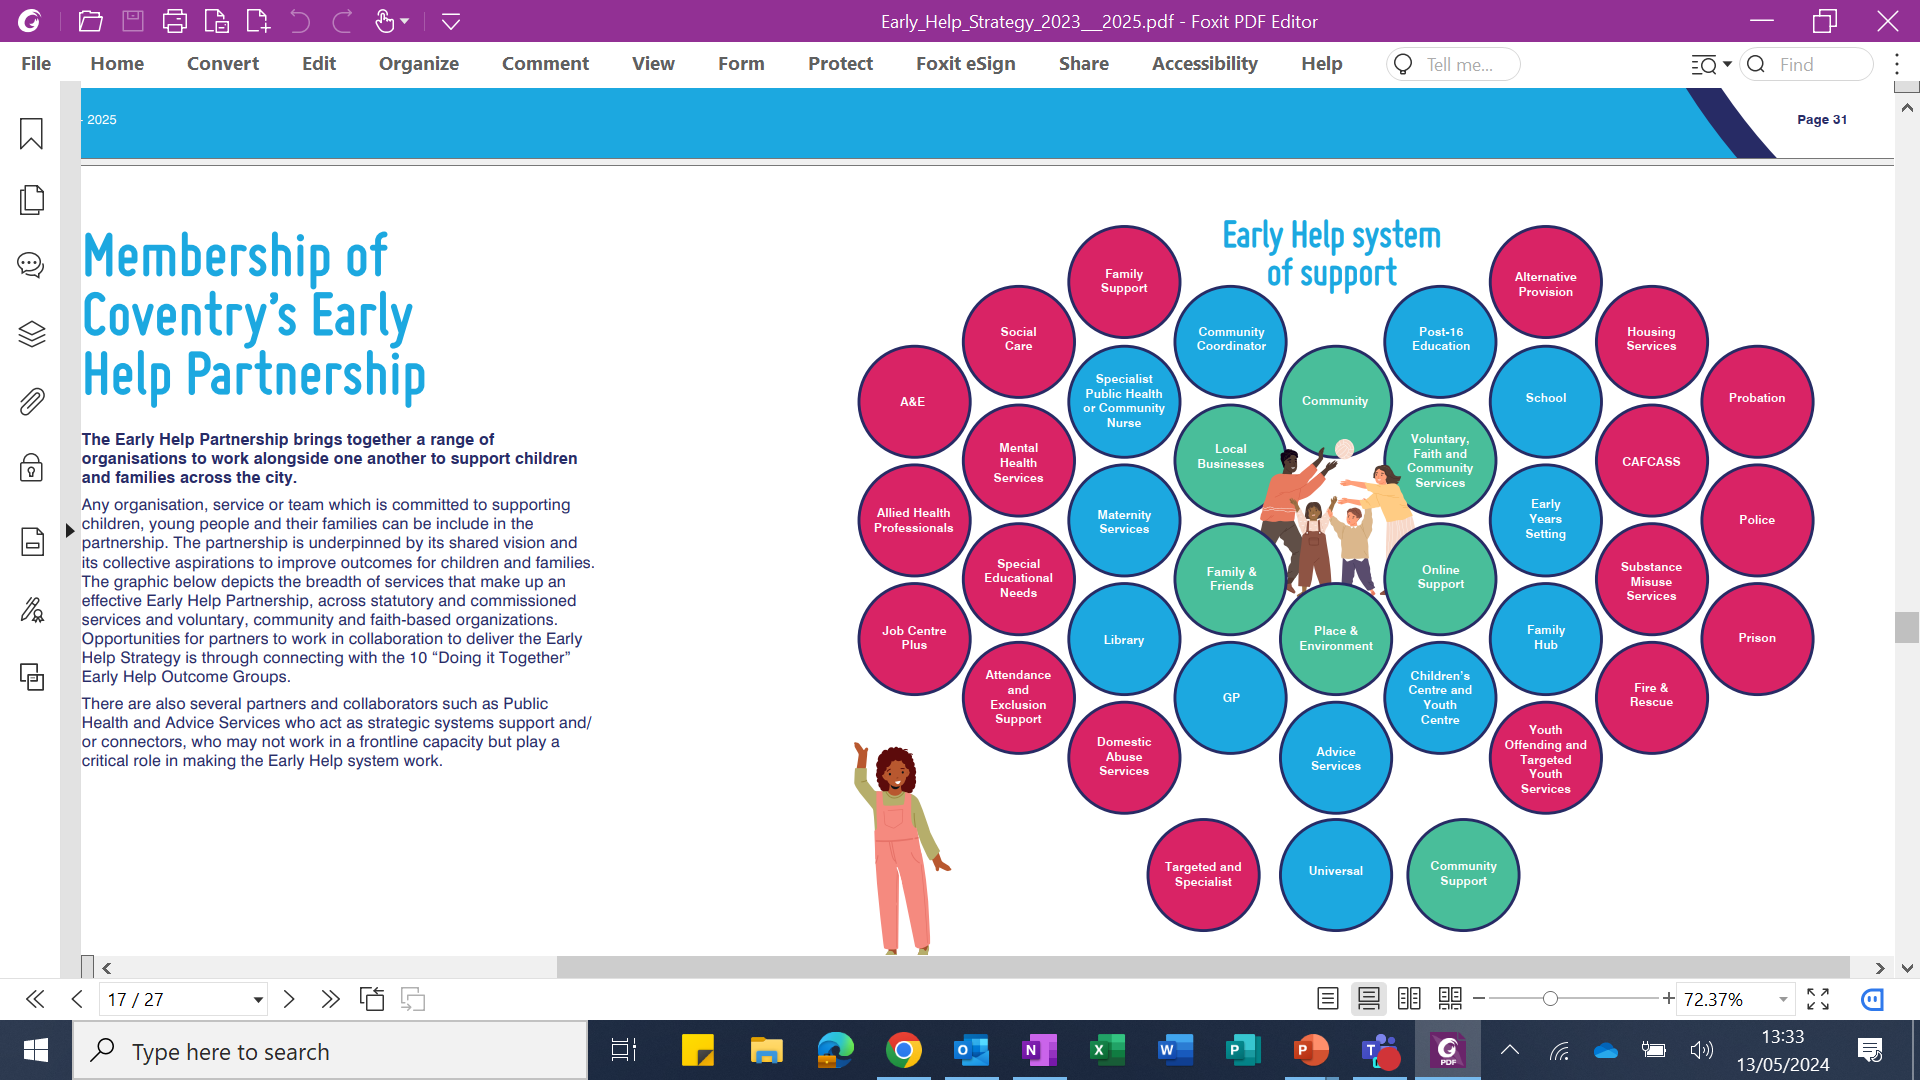 Early_Help_Strategy_2023__2025.pdf - Foxit PDF Editor
File Home Convert Edit Organize Comment View Form Protect Foxit eSign Share Accessibility Help Tell me... Find
- 2025
Page 31
Membership of
Coventry’s Early
Help Partnership
The Early Help Partnership brings together a range of
organisations to work alongside one another to support children
and families across the city.
Any organisation, service or team which is committed to supporting
children, young people and their families can be include in the
partnership. The partnership is underpinned by its shared vision and
its collective aspirations to improve outcomes for children and families.
The graphic below depicts the breadth of services that make up an
effective Early Help Partnership, across statutory and commissioned
services and voluntary, community and faith-based organizations.
Opportunities for partners to work in collaboration to deliver the Early
Help Strategy is through connecting with the 10 “Doing it Together”
Early Help Outcome Groups.
There are also several partners and collaborators such as Public
Health and Advice Services who act as strategic systems support and/
or connectors, who may not work in a frontline capacity but play a
critical role in making the Early Help system work.
Early Help system
of support
Family
Support
Alternative
Provision
Social
Care
Community
Coordinator
Post-16
Education
Housing
Services
A&E
Specialist
Public Health
or Community
Nurse
Community
School
Probation
Mental
Health
Services
Local
Businesses
Voluntary,
Faith and
Community
Services
CAFCASS
Allied Health
Professionals
Maternity
Services
Early
Years
Setting
Police
Special
Educational
Needs
Family &
Friends
Online
Support
Substance
Misuse
Services
Job Centre
Plus
Library
Place &
Environment
Family
Hub
Prison
Attendance
and
Exclusion
Support
GP
Children’s
Centre and
Youth
Centre
Fire &
Rescue
Domestic
Abuse
Services
Advice
Services
Youth
Offending and
Targeted
Youth
Services
Targeted and
Specialist
Universal
Community
Support
17 / 27
72.37%
Type here to search
13:33
13/05/2024